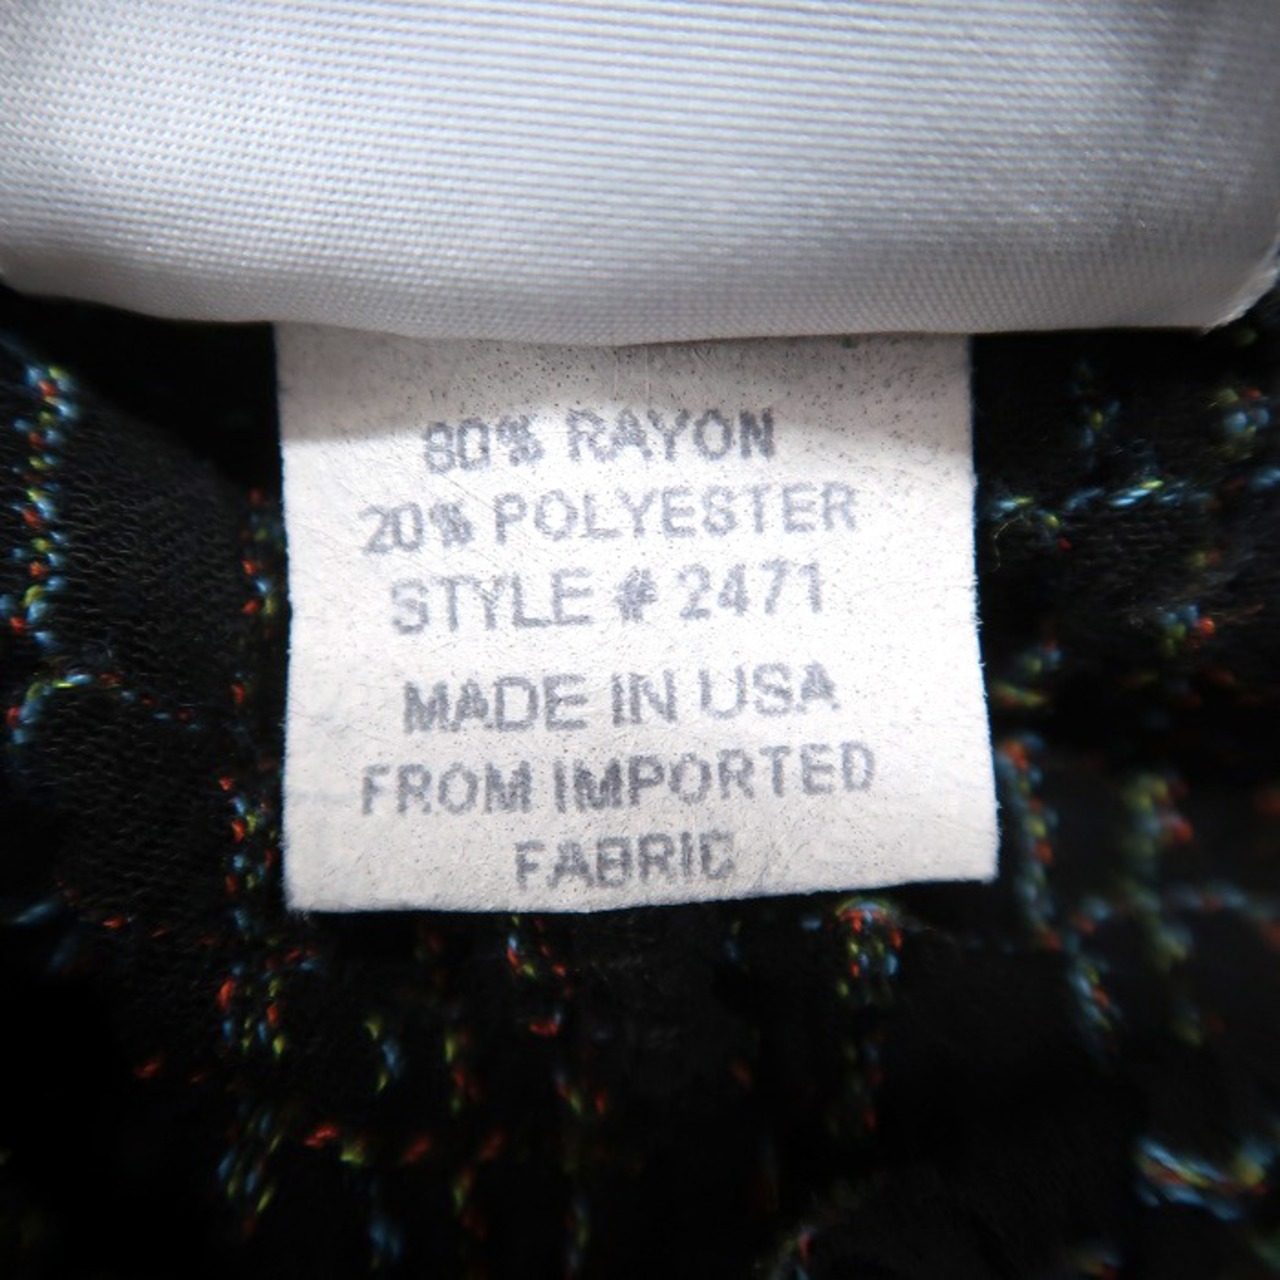 80% RAYON
20% POLYESTER
STYLE # 2471
MADE IN USA
FROM IMPORTED
FABRIC